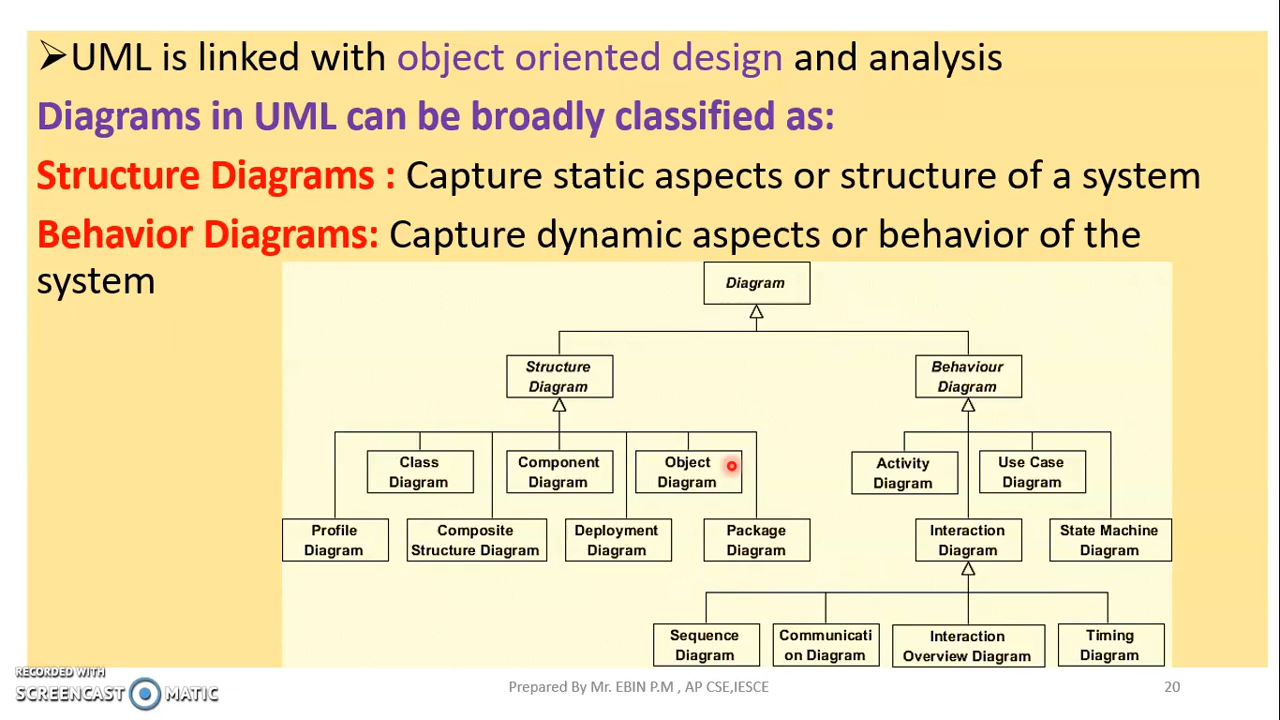 ➢UML is linked with object oriented design and analysis
Diagrams in UML can be broadly classified as:
Structure Diagrams : Capture static aspects or structure of a system
Behavior Diagrams: Capture dynamic aspects or behavior of the
system
Diagram
Structure
Diagram
Behaviour
Diagram
Class
Diagram
Component
Diagram
Object
Diagram
Activity
Diagram
Use Case
Diagram
Profile
Diagram
Composite
Structure Diagram
Deployment
Diagram
Package
Diagram
Interaction
Diagram
State Machine
Diagram
Sequence
Diagram
Communicati
on Diagram
Interaction
Overview Diagram
Timing
Diagram
RECORDED WITH
SCREENCAST MATIC
Prepared By Mr. EBIN P.M , AP CSE,IESCE
20